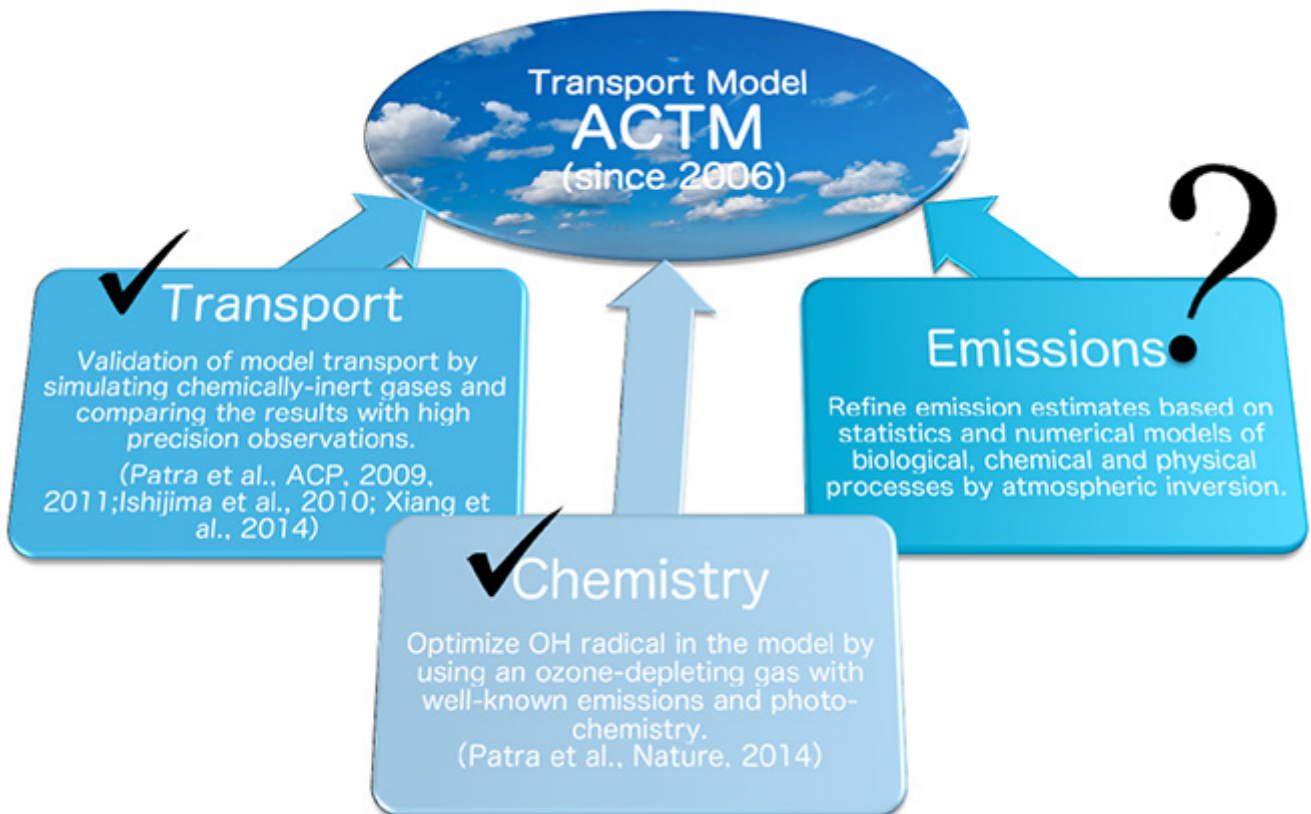 Transport Model
ACTM
(since 2006)
Transport
Validation of model transport by
simulating chemically-inert gases and
comparing the results with high
precision observations.
(Patra et al., ACP, 2009,
2011;Ishijima et al., 2010; Xiang et
al., 2014)
Chemistry
Optimize OH radical in the model by
using an ozone-depleting gas with
well-known emissions and photo-
chemistry.
(Patra et al., Nature, 2014)
Emissions
?
Refine emission estimates based on
statistics and numerical models of
biological, chemical and physical
processes by atmospheric inversion.